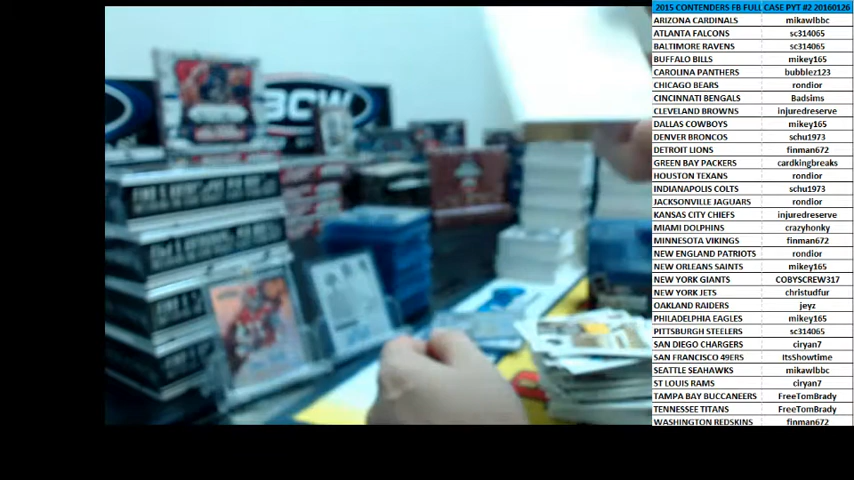 BCW
2015 CONTENDERS FB FULL CASE PYT #2 20160126
ARIZONA CARDINALS mikawlbbc
ATLANTA FALCONS sc314065
BALTIMORE RAVENS sc314065
BUFFALO BILLS mikey165
CAROLINA PANTHERS bubblez123
CHICAGO BEARS rondior
CINCINNATI BENGALS Badsims
CLEVELAND BROWNS injuredreserve
DALLAS COWBOYS mikey165
DENVER BRONCOS schu1973
DETROIT LIONS finman672
GREEN BAY PACKERS cardkingbreaks
HOUSTON TEXANS rondior
INDIANAPOLIS COLTS schu1973
JACKSONVILLE JAGUARS rondior
KANSAS CITY CHIEFS injuredreserve
MIAMI DOLPHINS crazyhonky
MINNESOTA VIKINGS finman672
NEW ENGLAND PATRIOTS rondior
NEW ORLEANS SAINTS mikey165
NEW YORK GIANTS COBYSCREW317
NEW YORK JETS christudfur
OAKLAND RAIDERS jeyz
PHILADELPHIA EAGLES mikey165
PITTSBURGH STEELERS sc314065
SAN DIEGO CHARGERS ciryan7
SAN FRANCISCO 49ERS ItsShowtime
SEATTLE SEAHAWKS mikawlbbc
ST LOUIS RAMS ciryan7
TAMPA BAY BUCCANEERS FreeTomBrady
TENNESSEE TITANS FreeTomBrady
WASHINGTON REDSKINS finman672